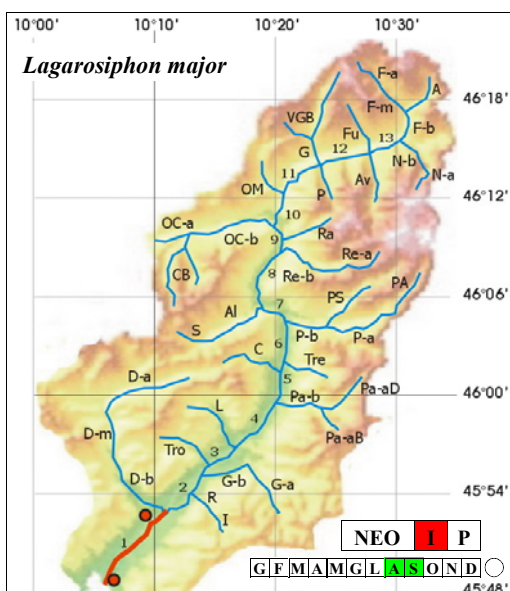 10°00' 10°10' 10°20' 10°30'
Lagarosiphon major
F-a
A
46°18'
F-m
VGB
F-b
Fu
13
G
12
N-b
11
N-a
OM
P
Av
46°12'
10
OC-a
Ra
OC-b
9
Re-a
CB
8
Re-b
PA
PS
46°06'
7
Al
S
P-b
P-a
6
C
Tre
D-a
5
46°00'
Pa-b
Pa-aD
L
4
D-m
Pa-aB
Tro
3
D-b
G-b
G-a
45°54'
2
R
I
1
NEO I P
G F M A M G L A S O N D
45°48'